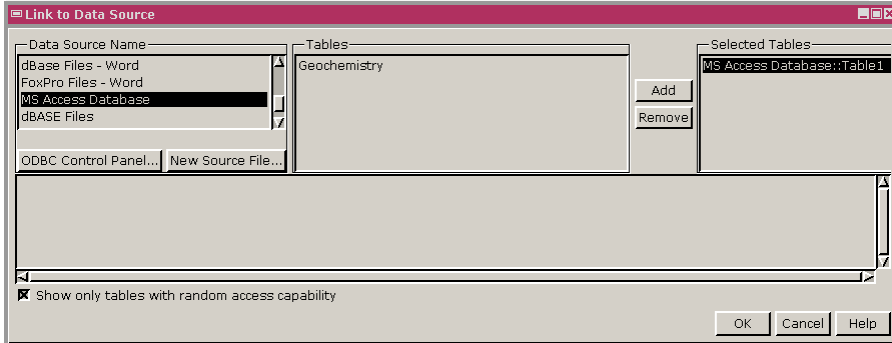 Link to Data Source
Data Source Name
dBase Files - Word
FoxPro Files - Word
MS Access Database
dBASE Files
ODBC Control Panel...
New Source File...
Tables
Geochemistry
Add
Remove
Selected Tables
MS Access Database::Table1
Show only tables with random access capability
OK
Cancel
Help